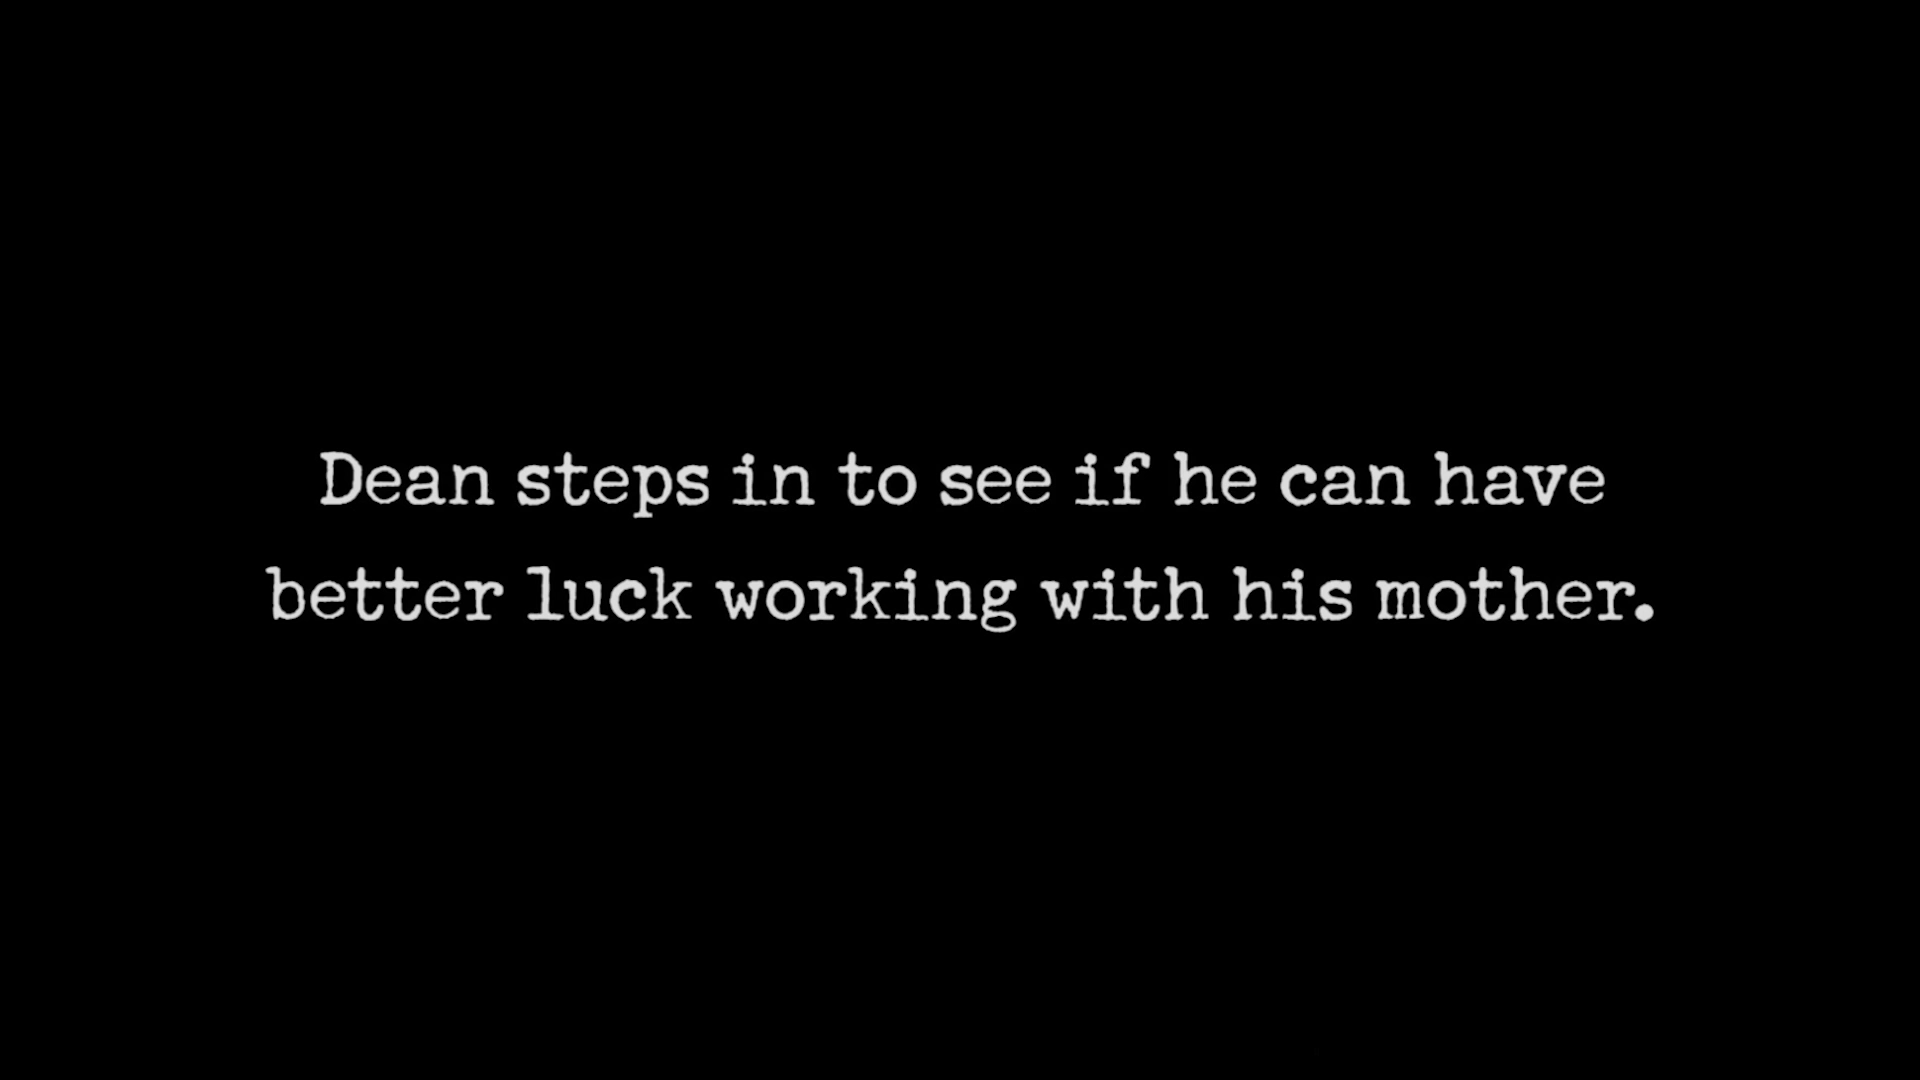 Dean steps in to see if he can have
better luck working with his mother.